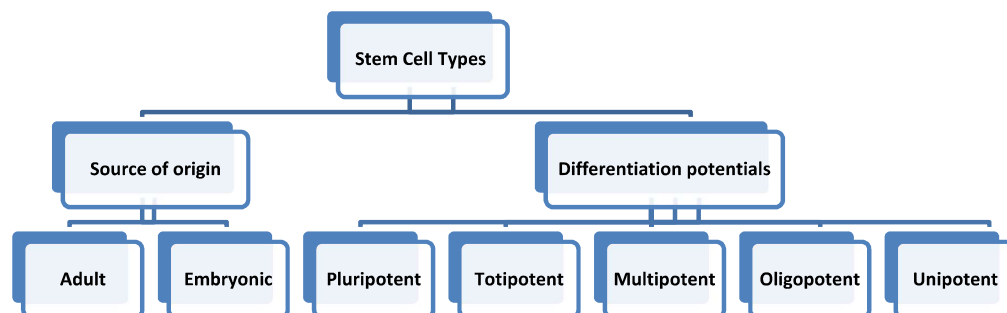 Stem Cell Types
Source of origin
Differentiation potentials
Adult
Embryonic
Pluripotent
Totipotent
Multipotent
Oligopotent
Unipotent